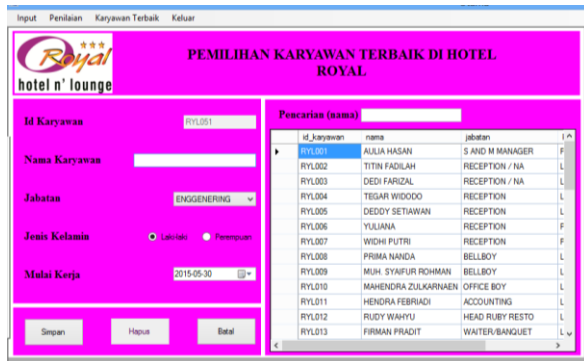 Input Penilaian Karyawan Terbaik Keluar
Royal
hotel n' lounge
PEMILIHAN KARYAWAN TERBAIK DI HOTEL
ROYAL
Id Karyawan RYL051
Nama Karyawan
Jabatan ENGGENERING
Jenis Kelamin Laki-laki Perempuan
Mulai Kerja 2015-05-30
Simpan Hapus Batal
Pencarian (nama)
id_karyawan nama jabatan
RYL001 AULIA HASAN S AND M MANAGER P
RYL002 TITIN FADILAH RECEPTION / NA L
RYL003 DEDI FARIZAL RECEPTION / NA L
RYL004 TEGAR WIDODO RECEPTION L
RYL005 DEDDY SETIAWAN RECEPTION L
RYL006 YULIANA RECEPTION P
RYL007 WIDHI PUTRI RECEPTION P
RYL008 PRIMA NANDA BELLBOY L
RYL009 MUH. SYAIFUR ROHMAN BELLBOY L
RYL010 MAHENDRA ZULKARNAEN OFFICE BOY L
RYL011 HENDRA FEBRIADI ACCOUNTING L
RYL012 RUDY WAHYU HEAD RUBY RESTO L
RYL013 FIRMAN PRADIT WAITER/BANQUET L